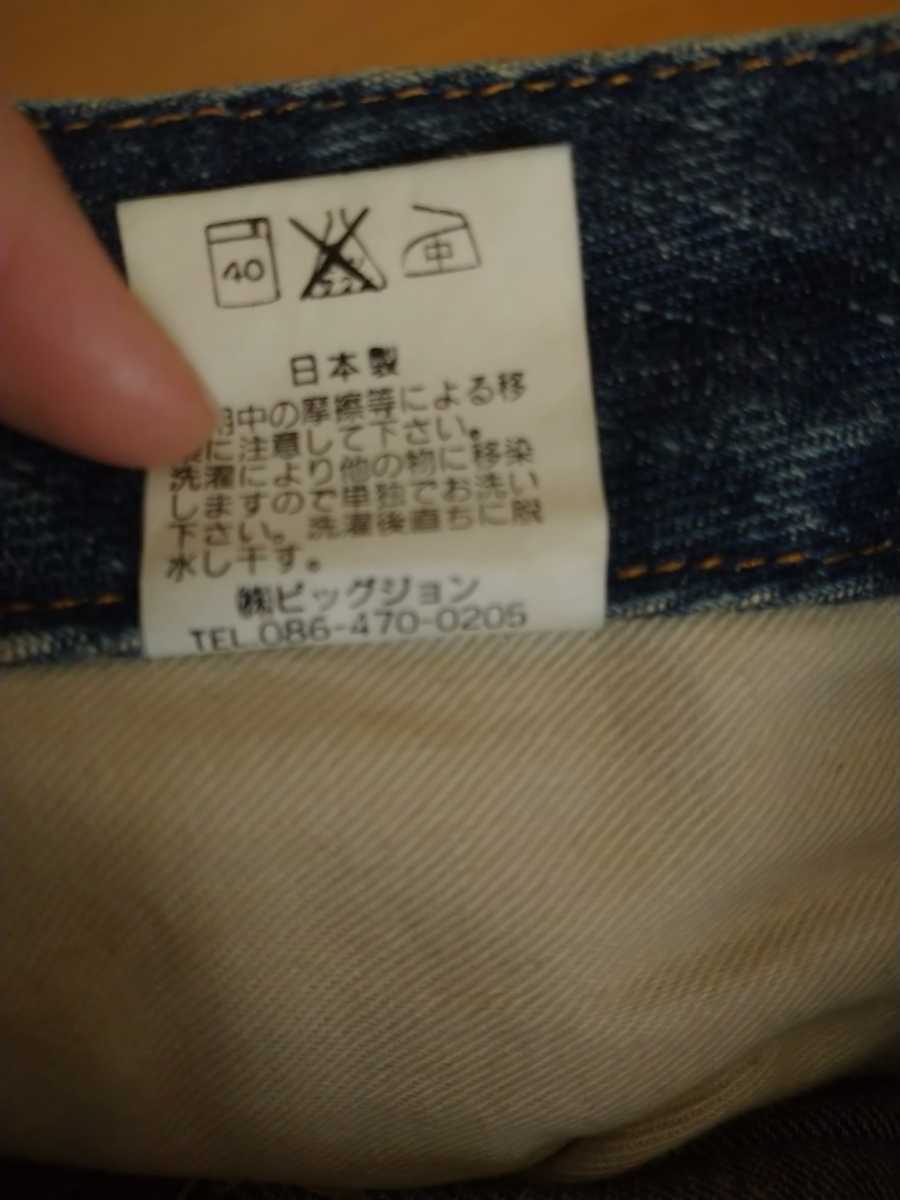 40
中
日本製
用中の摩擦等による移
に注意して下さい。
洗濯により他の物に移染
しますので単独でお洗い
下さい。洗濯後直ちに脱
水し干す。
㈱ビッグジョン
TEL.086-470-0205